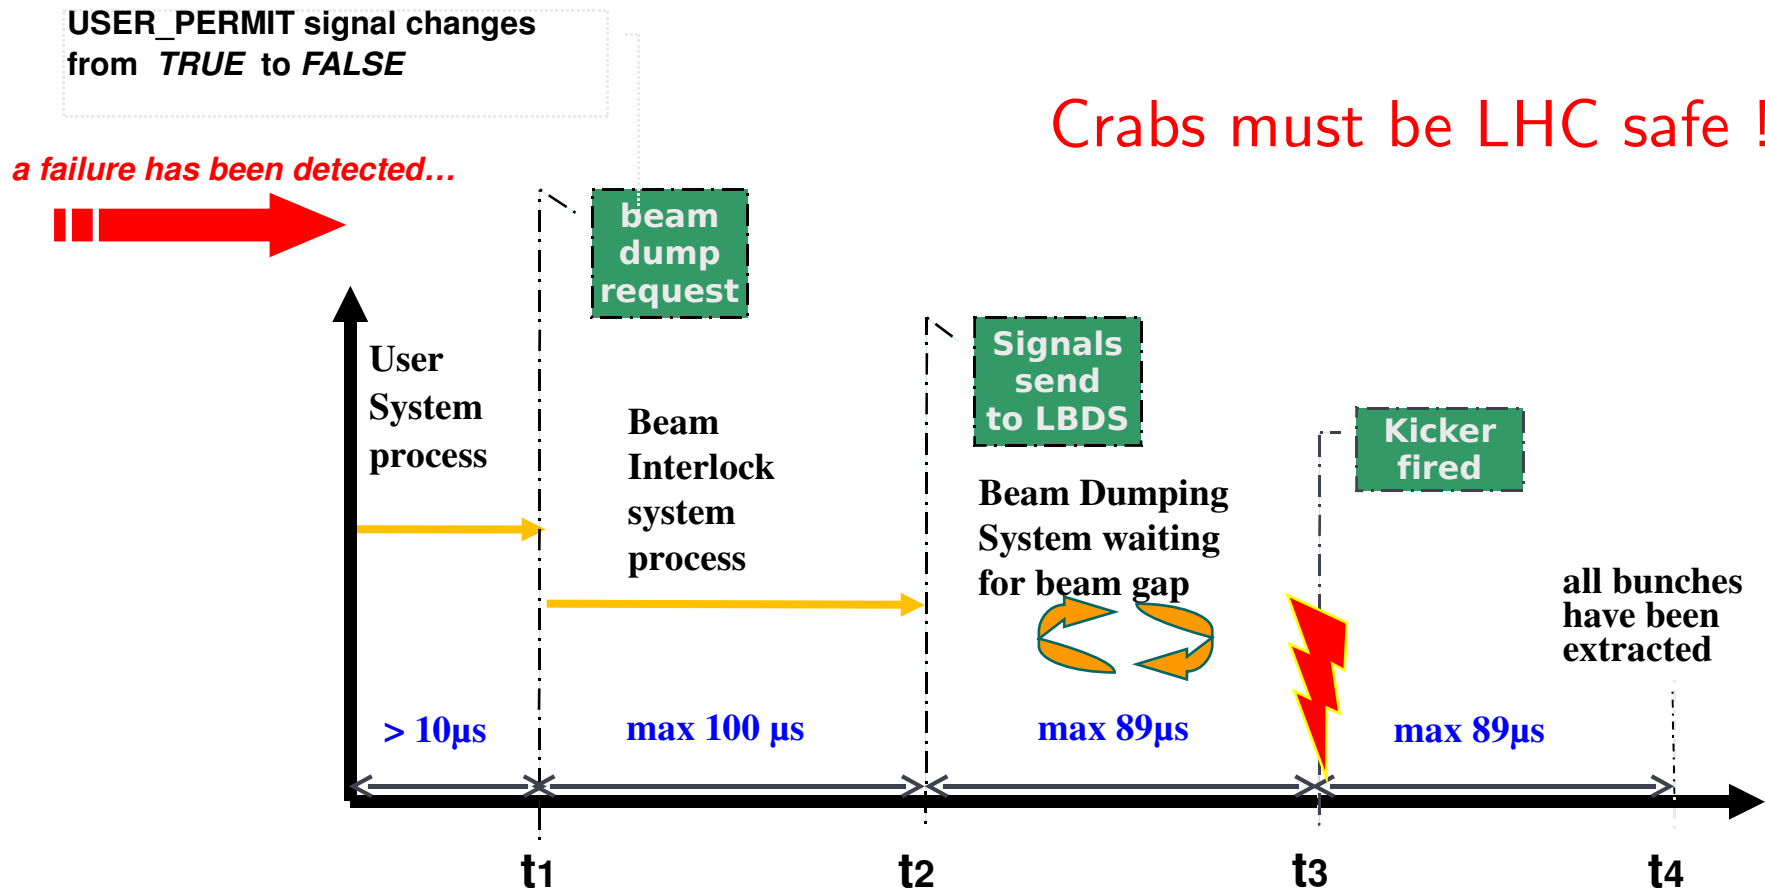 USER_PERMIT signal changes
from TRUE to FALSE
Crabs must be LHC safe !
a failure has been detected...
beam
dump
request
User
System
process
Signals
send
to LBDS
Beam
Interlock
system
process
Kicker
fired
Beam Dumping
System waiting
for beam gap
all bunches
have been
extracted
> 10µs
max 100 µs
max 89µs
max 89µs
t1
t2
t3
t4